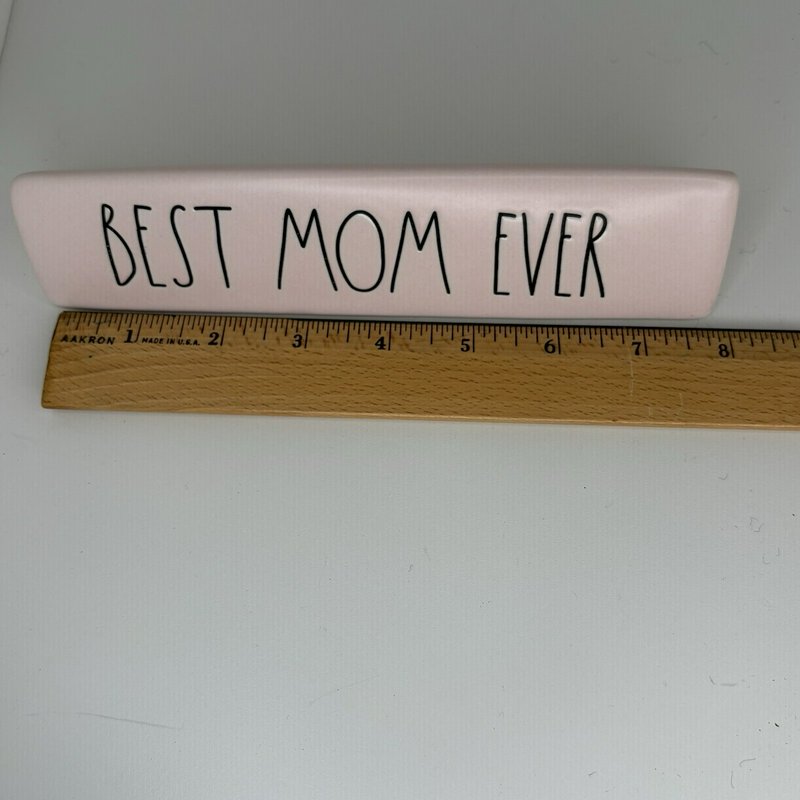 BEST MOM EVER
AAKRON 1 MADE IN U.S.A. 2 3 4 5 6 7 8